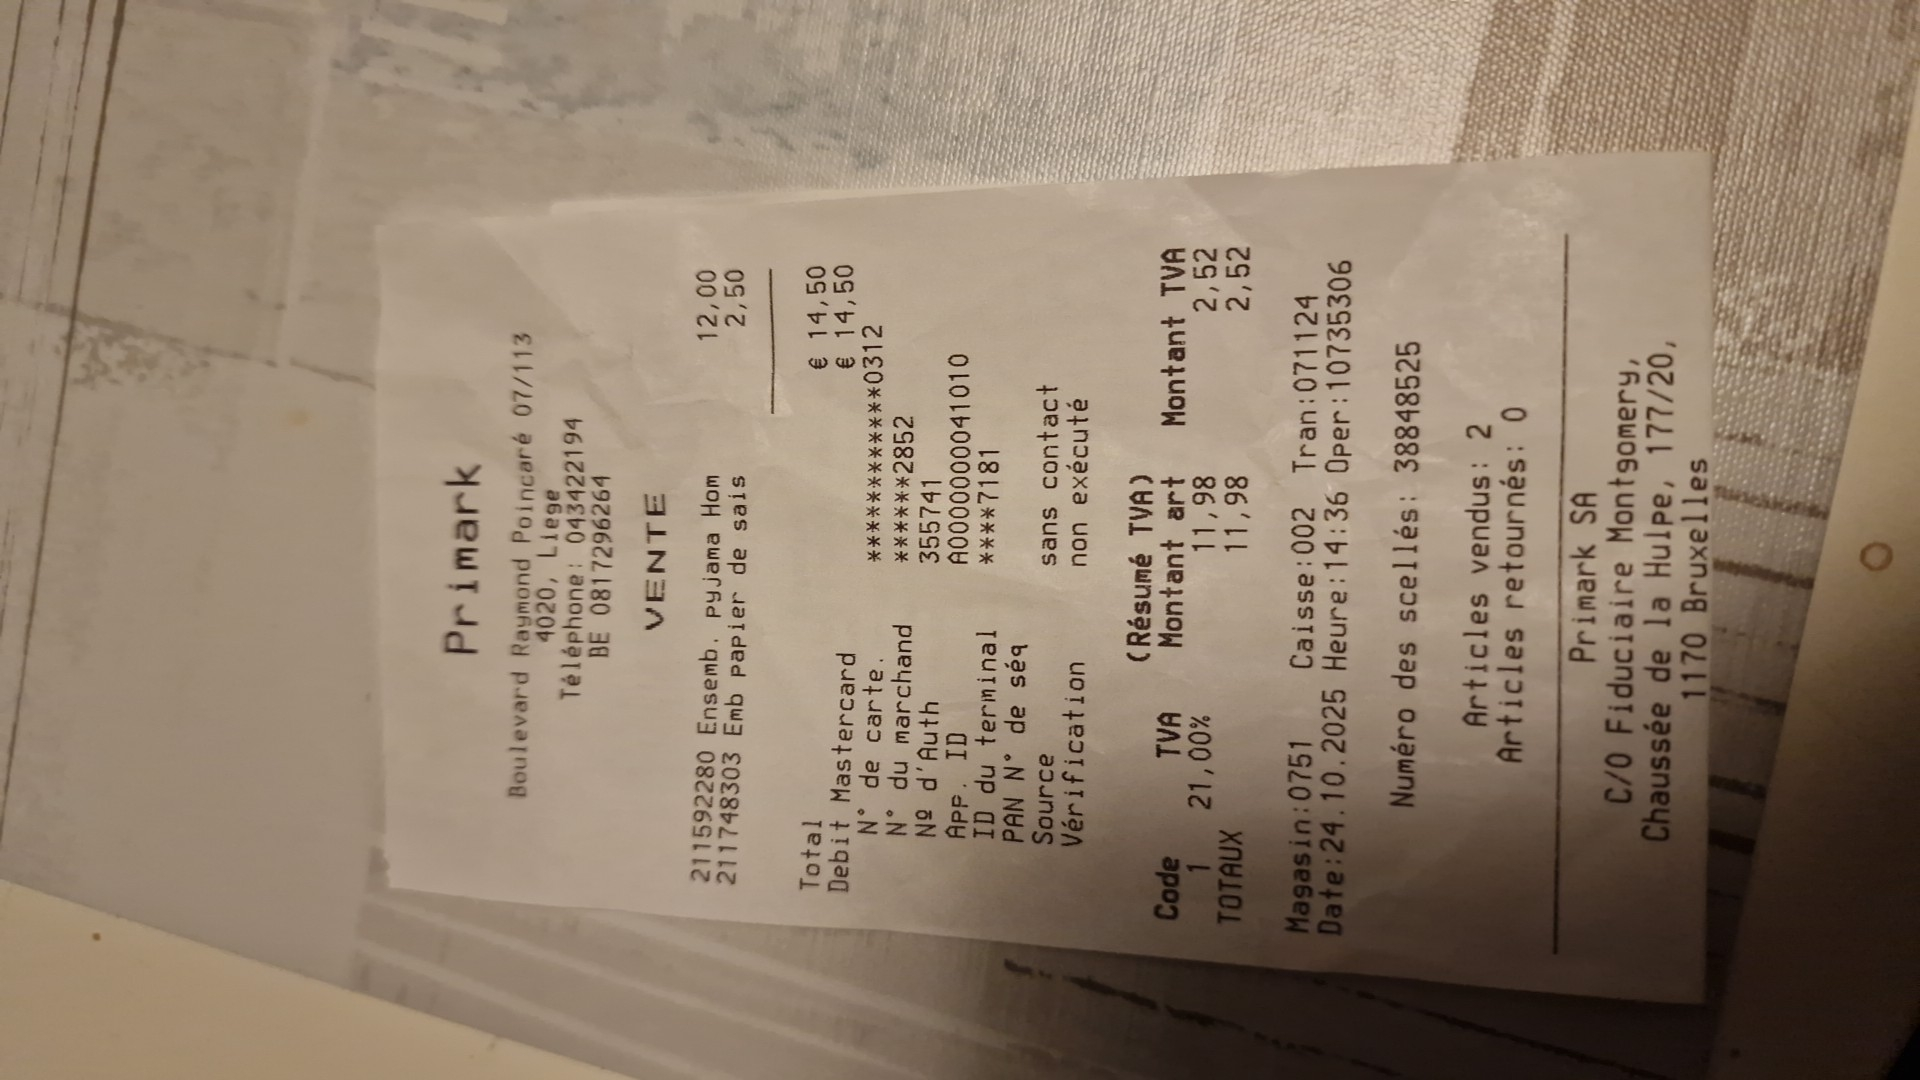 Primark
Boulevard Raymond Poincaré 07/113
4020, Liege
Téléphone: 043422194
BE 0817296264
VENTE
211592280 Ensemb. pyjama Hom 12,00
211748303 Emb papier de sais 2,50
Total € 14,50
Debit Mastercard € 14,50
N° de carte. ************0312
N° du marchand ******2852
Nº d'Auth 355741
App. ID A0000000041010
ID du terminal ****7181
PAN N° de séq
Source sans contact
Vérification non exécuté
(Résumé TVA)
Code TVA Montant art Montant TVA
1 21,00% 11,98 2,52
TOTAUX 11,98 2,52
Magasin:0751 Caisse:002 Tran:071124
Date:24.10.2025 Heure:14:36 Oper:10735306
Numéro des scellés: 38848525
Articles vendus: 2
Articles retournés: 0
Primark SA
C/O Fiduciaire Montgomery,
Chaussée de la Hulpe, 177/20,
1170 Bruxelles